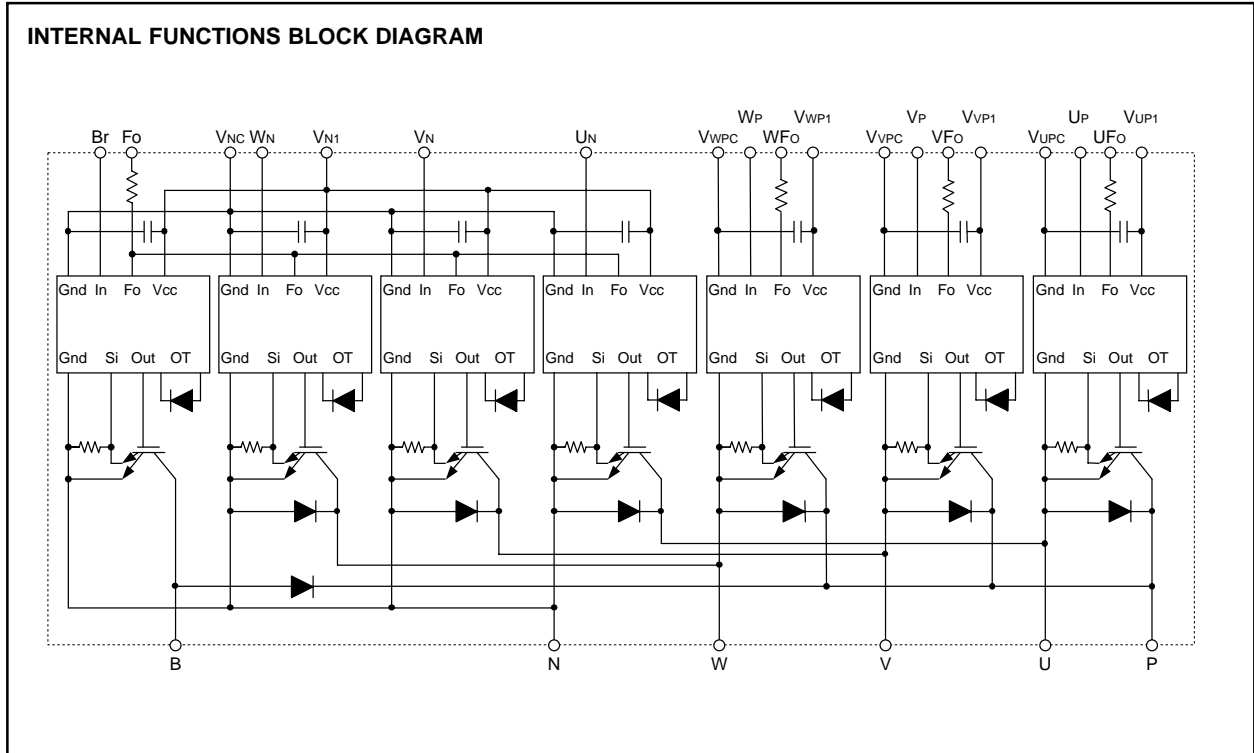 INTERNAL FUNCTIONS BLOCK DIAGRAM
WP VWP1 VP VVP1 UP VUP1
Br FO VNC WN VN1 VN UN VWPC WFO VVPC VFO VUPC UFO
Gnd In Fo Vcc Gnd In Fo Vcc Gnd In Fo Vcc Gnd In Fo Vcc Gnd In Fo Vcc Gnd In Fo Vcc Gnd In Fo Vcc
Gnd Si Out OT Gnd Si Out OT Gnd Si Out OT Gnd Si Out OT Gnd Si Out OT Gnd Si Out OT Gnd Si Out OT
B N W V U P